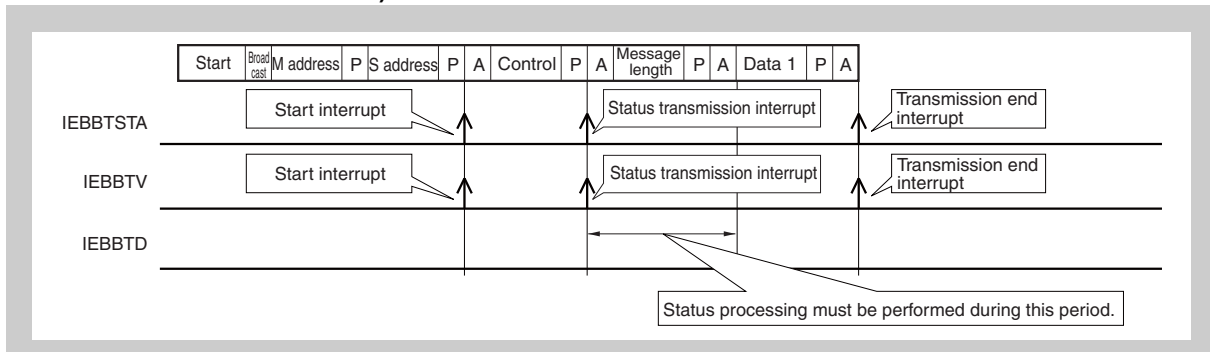 Start Broad cast M address P S address P A Control P A Message length P A Data 1 P A
Start interrupt
Status transmission interrupt
Transmission end
interrupt
IEBBTSTA
Start interrupt
Status transmission interrupt
Transmission end
interrupt
IEBBTV
IEBBTD
Status processing must be performed during this period.